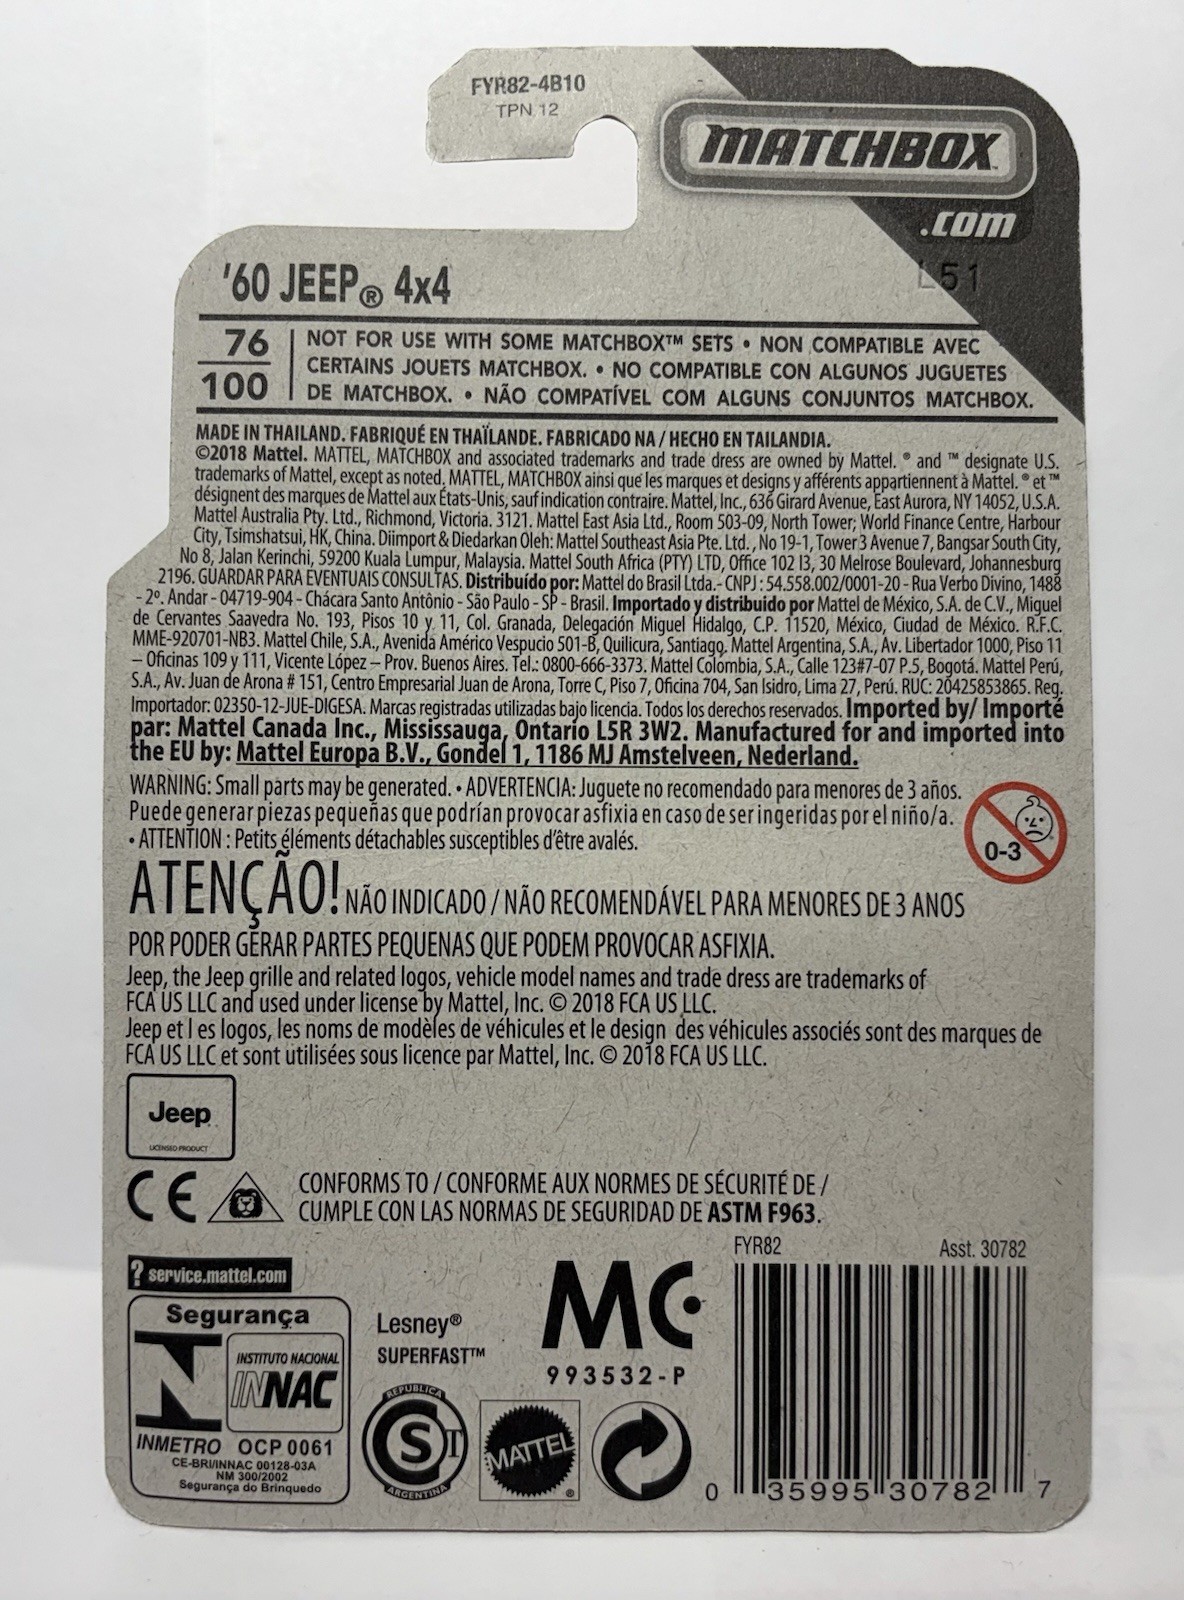 FYR82-4B10
TPN 12
MATCHBOX
.com
L51
'60 JEEP® 4x4
76
100
NOT FOR USE WITH SOME MATCHBOX™ SETS • NON COMPATIBLE AVEC
CERTAINS JOUETS MATCHBOX. • NO COMPATIBLE CON ALGUNOS JUGUETES
DE MATCHBOX. • NÃO COMPATÍVEL COM ALGUNS CONJUNTOS MATCHBOX.
MADE IN THAILAND. FABRIQUÉ EN THAÏLANDE. FABRICADO NA / HECHO EN TAILANDIA.
©2018 Mattel. MATTEL, MATCHBOX and associated trademarks and trade dress are owned by Mattel. ® and ™ designate U.S.
trademarks of Mattel, except as noted. MATTEL, MATCHBOX ainsi que les marques et designs y afférents appartiennent à Mattel. ® et ™
désignent des marques de Mattel aux États-Unis, sauf indication contraire. Mattel, Inc., 636 Girard Avenue, East Aurora, NY 14052, U.S.A.
Mattel Australia Pty. Ltd., Richmond, Victoria. 3121. Mattel East Asia Ltd., Room 503-09, North Tower, World Finance Centre, Harbour
City, Tsimshatsui, HK, China. Diimport & Diedarkan Oleh: Mattel Southeast Asia Pte. Ltd., No 19-1, Tower 3 Avenue 7, Bangsar South City,
No 8, Jalan Kerinchi, 59200 Kuala Lumpur, Malaysia. Mattel South Africa (PTY) LTD, Office 102 I3, 30 Melrose Boulevard, Johannesburg
2196. GUARDAR PARA EVENTUAIS CONSULTAS. Distribuído por: Mattel do Brasil Ltda.- CNPJ : 54.558.002/0001-20 - Rua Verbo Divino, 1488
- 2º. Andar - 04719-904 - Chácara Santo Antônio - São Paulo - SP - Brasil. Importado y distribuido por Mattel de México, S.A. de C.V., Miguel
de Cervantes Saavedra No. 193, Pisos 10 y 11, Col. Granada, Delegación Miguel Hidalgo, C.P. 11520, México, Ciudad de México. R.F.C.
MME-920701-NB3. Mattel Chile, S.A., Avenida Américo Vespucio 501-B, Quilicura, Santiago. Mattel Argentina, S.A., Av. Libertador 1000, Piso 11
– Oficinas 109 y 111, Vicente López – Prov. Buenos Aires. Tel.: 0800-666-3373. Mattel Colombia, S.A., Calle 123#7-07 P.5, Bogotá. Mattel Perú,
S.A., Av. Juan de Arona # 151, Centro Empresarial Juan de Arona, Torre C, Piso 7, Oficina 704, San Isidro, Lima 27, Perú. RUC: 20425853865. Reg.
Importador: 02350-12-JUE-DIGESA. Marcas registradas utilizadas bajo licencia. Todos los derechos reservados. Imported by/ Importé
par: Mattel Canada Inc., Mississauga, Ontario L5R 3W2. Manufactured for and imported into
the EU by: Mattel Europa B.V., Gondel 1, 1186 MJ Amstelveen, Nederland.
WARNING: Small parts may be generated. • ADVERTENCIA: Juguete no recomendado para menores de 3 años.
Puede generar piezas pequeñas que podrían provocar asfixia en caso de ser ingeridas por el niño/a.
• ATTENTION : Petits éléments détachables susceptibles d'être avalés.
0-3
ATENÇÃO! NÃO INDICADO / NÃO RECOMENDÁVEL PARA MENORES DE 3 ANOS
POR PODER GERAR PARTES PEQUENAS QUE PODEM PROVOCAR ASFIXIA.
Jeep, the Jeep grille and related logos, vehicle model names and trade dress are trademarks of
FCA US LLC and used under license by Mattel, Inc. © 2018 FCA US LLC.
Jeep et l es logos, les noms de modèles de véhicules et le design des véhicules associés sont des marques de
FCA US LLC et sont utilisées sous licence par Mattel, Inc. © 2018 FCA US LLC.
Jeep
LICENSED PRODUCT
CE
CONFORMS TO / CONFORME AUX NORMES DE SÉCURITÉ DE /
CUMPLE CON LAS NORMAS DE SEGURIDAD DE ASTM F963.
FYR82 Asst. 30782
? service.mattel.com
Segurança
INSTITUTO NACIONAL
INNAC
INMETRO OCP 0061
CE-BRI/INNAC 00128-03A
NM 300/2002
Segurança do Brinquedo
Lesney®
SUPERFAST™
MC
993532-P
REPUBLICA
S T
ARGENTINA
MATTEL ®
0 35995 30782 7